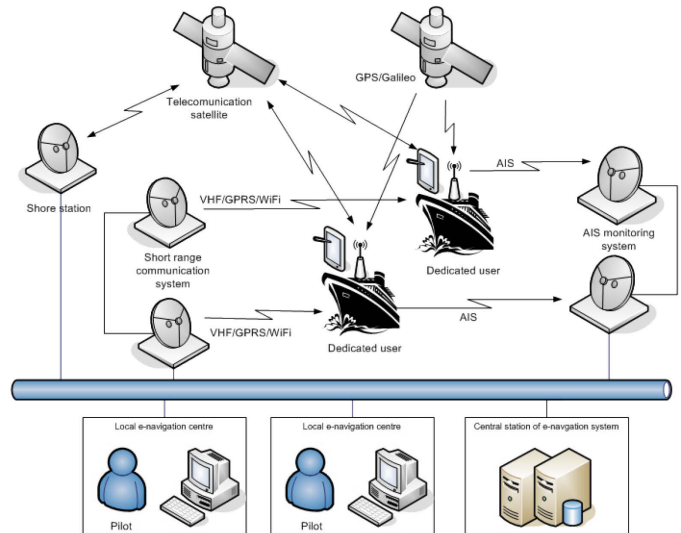 GPS/Galileo
Telecomunication
satellite
AIS
Shore station
VHF/GPRS/WiFi
AIS monitoring
system
Short range
communication
system
Dedicated user
AIS
VHF/GPRS/WiFi
Dedicated user
Local e-navigation centre
Local e-navigation centre
Central station of e-navgation system
Pilot
Pilot